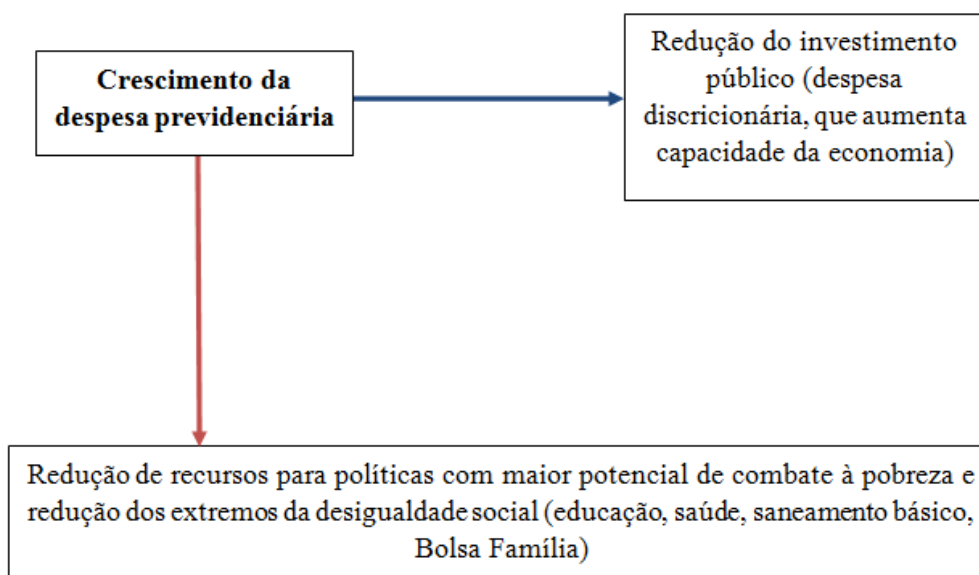 Crescimento da
despesa previdenciária
Redução do investimento
público (despesa
discricionária, que aumenta
capacidade da economia)
Redução de recursos para políticas com maior potencial de combate à pobreza e
redução dos extremos da desigualdade social (educação, saúde, saneamento básico,
Bolsa Família)